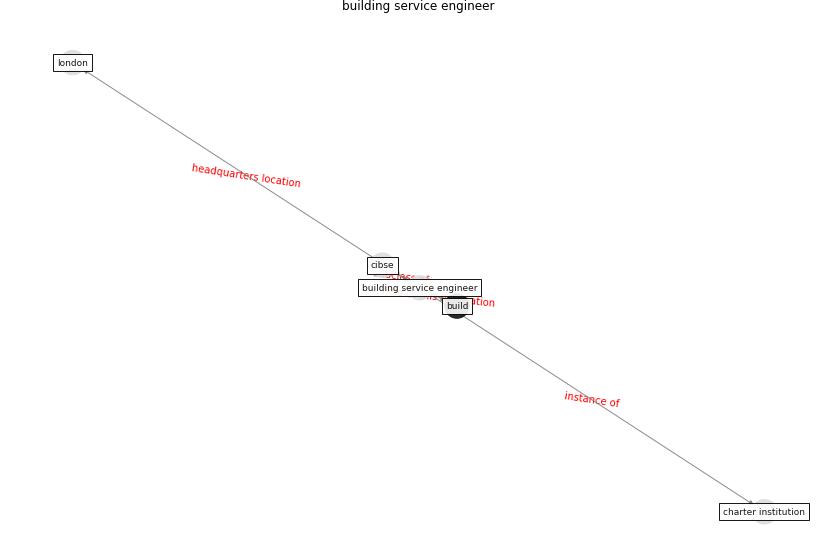 building service engineer
london
headquarters location
cibse
building service engineer
build
instance of
charter institution